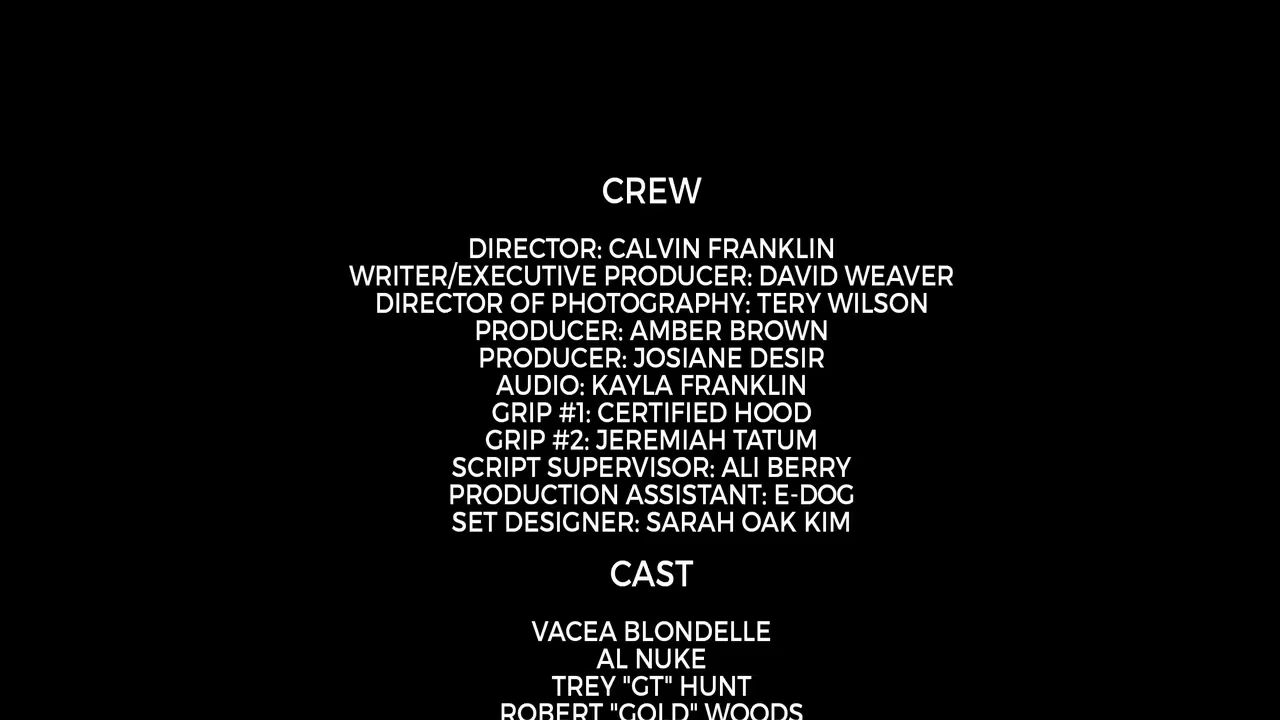 CREW
DIRECTOR: CALVIN FRANKLIN
WRITER/EXECUTIVE PRODUCER: DAVID WEAVER
DIRECTOR OF PHOTOGRAPHY: TERY WILSON
PRODUCER: AMBER BROWN
PRODUCER: JOSIANE DESIR
AUDIO: KAYLA FRANKLIN
GRIP #1: CERTIFIED HOOD
GRIP #2: JEREMIAH TATUM
SCRIPT SUPERVISOR: ALI BERRY
PRODUCTION ASSISTANT: E-DOG
SET DESIGNER: SARAH OAK KIM
CAST
VACEA BLONDELLE
AL NUKE
TREY "GT" HUNT
ROBERT "GOLD" WOODS